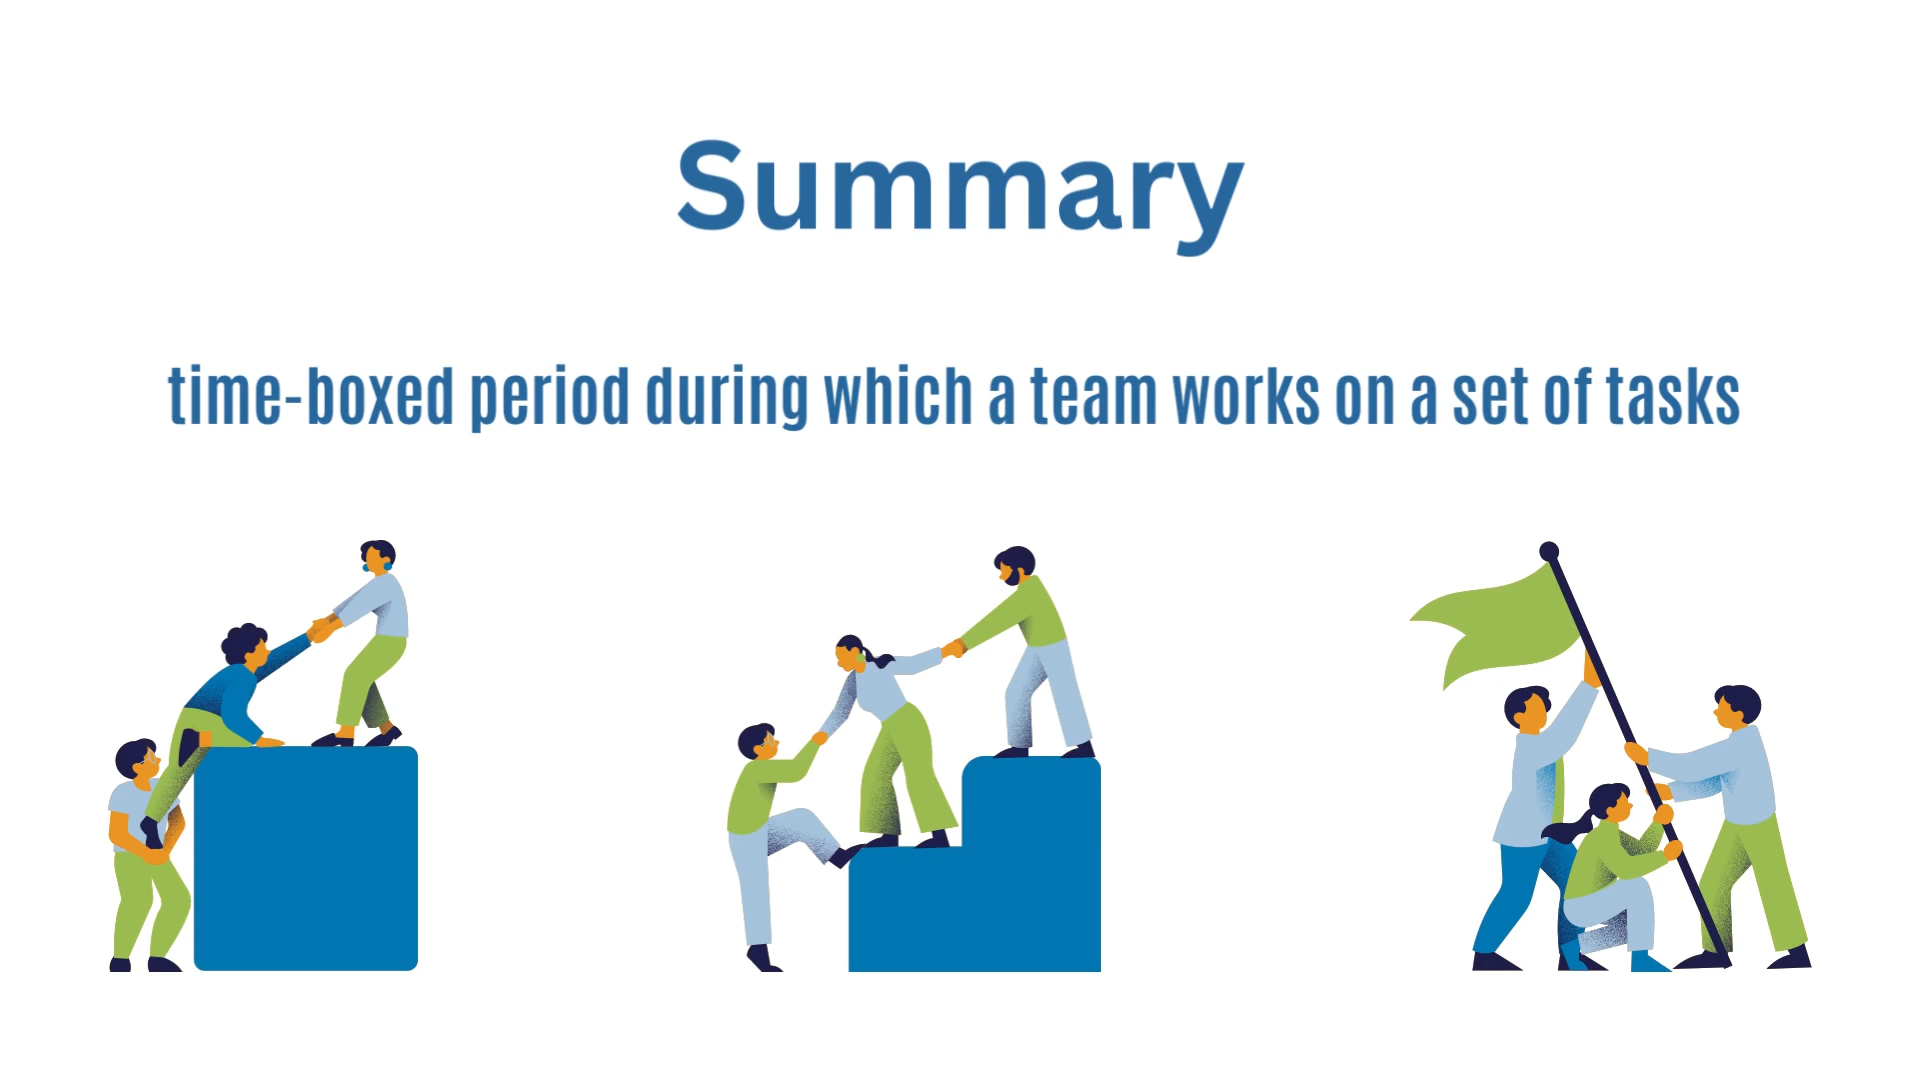 Summary
time-boxed period during which a team works on a set of tasks